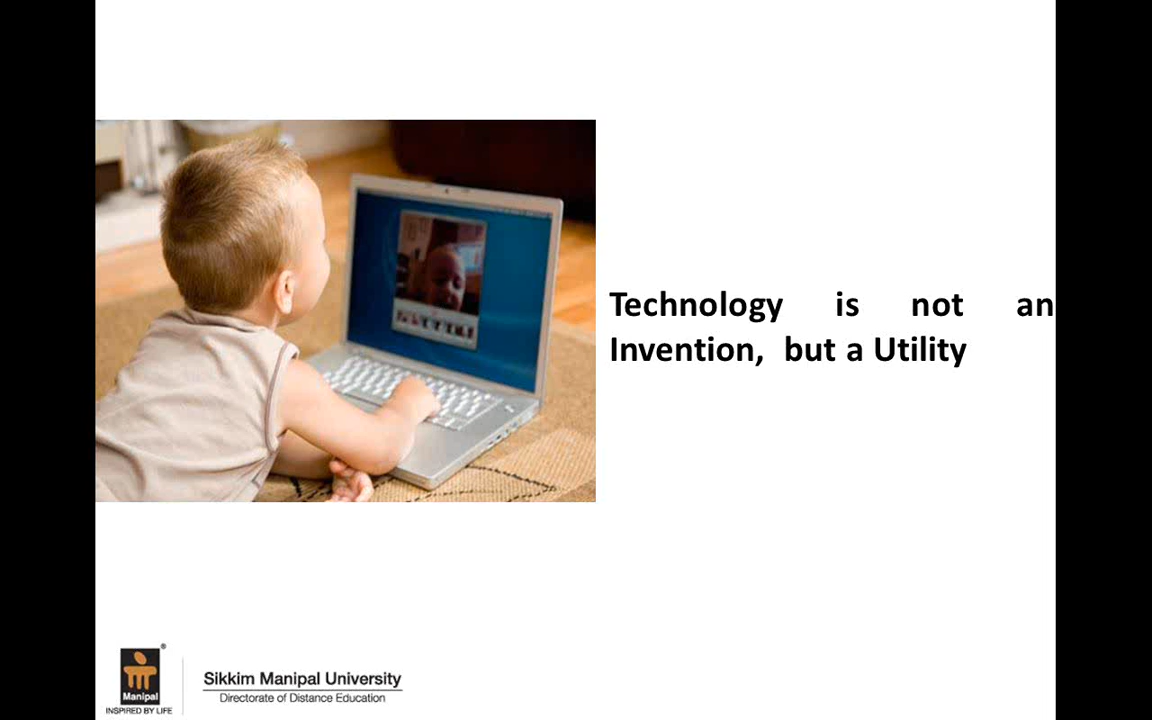 Technology is not an
Invention, but a Utility
Manipal
INSPIRED BY LIFE
Sikkim Manipal University
Directorate of Distance Education